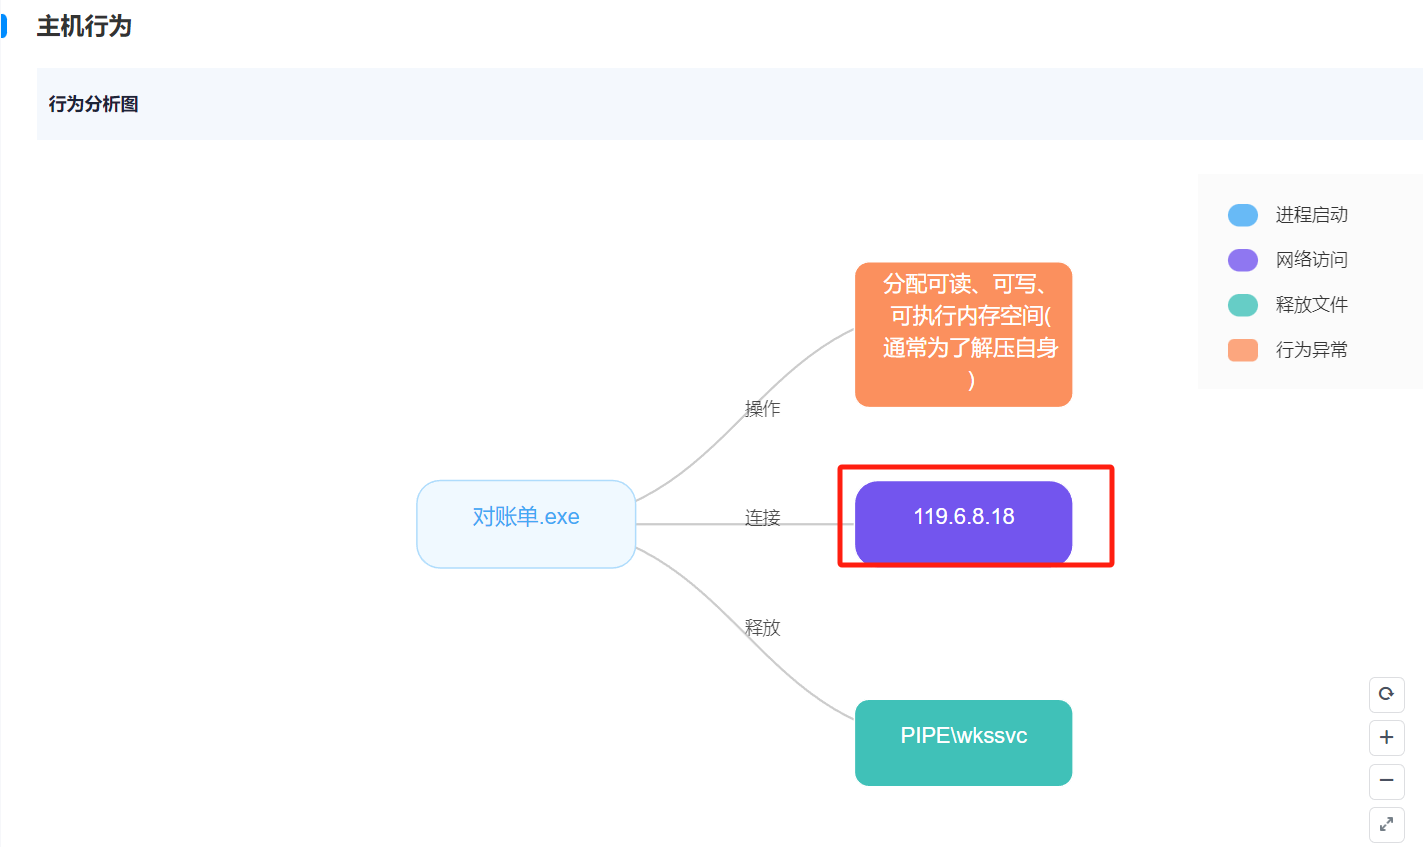 主机行为
行为分析图
进程启动
网络访问
释放文件
行为异常
分配可读、可写、
可执行内存空间(
通常为了解压自身
)
操作
对账单.exe
连接
119.6.8.18
释放
PIPE\wkssvc